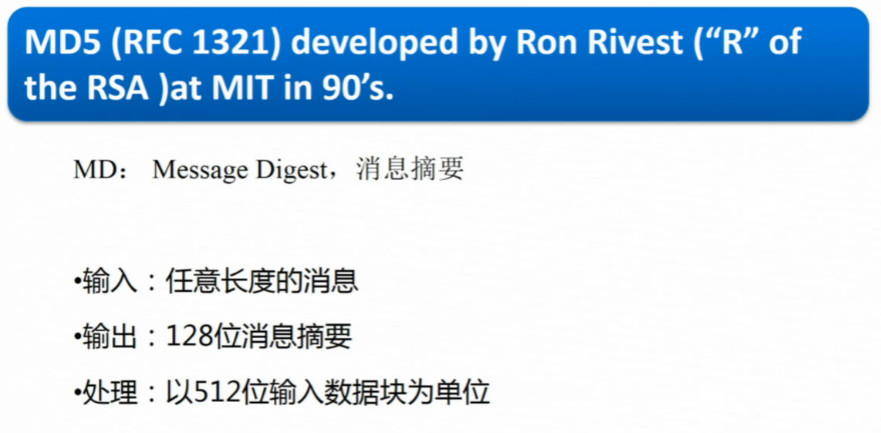 MD5 (RFC 1321) developed by Ron Rivest (“R” of
the RSA )at MIT in 90’s.
MD： Message Digest，消息摘要
•输入：任意长度的消息
•输出：128位消息摘要
•处理：以512位输入数据块为单位